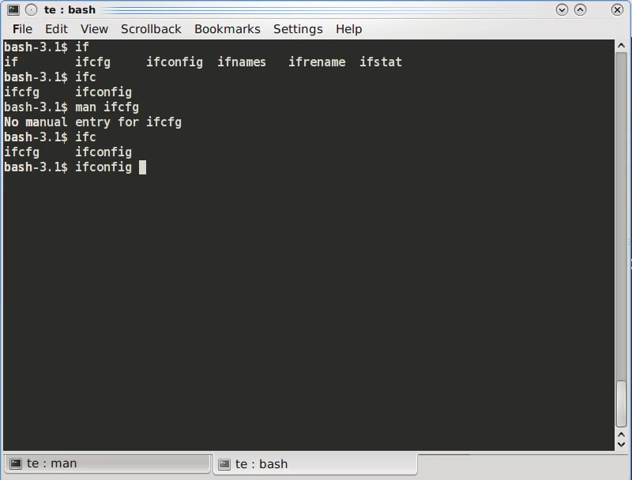 te : bash
File Edit View Scrollback Bookmarks Settings Help
bash-3.1$ if
if ifcfg ifconfig ifnames ifrename ifstat
bash-3.1$ ifc
ifcfg ifconfig
bash-3.1$ man ifcfg
No manual entry for ifcfg
bash-3.1$ ifc
ifcfg ifconfig
bash-3.1$ ifconfig
te : man
te : bash